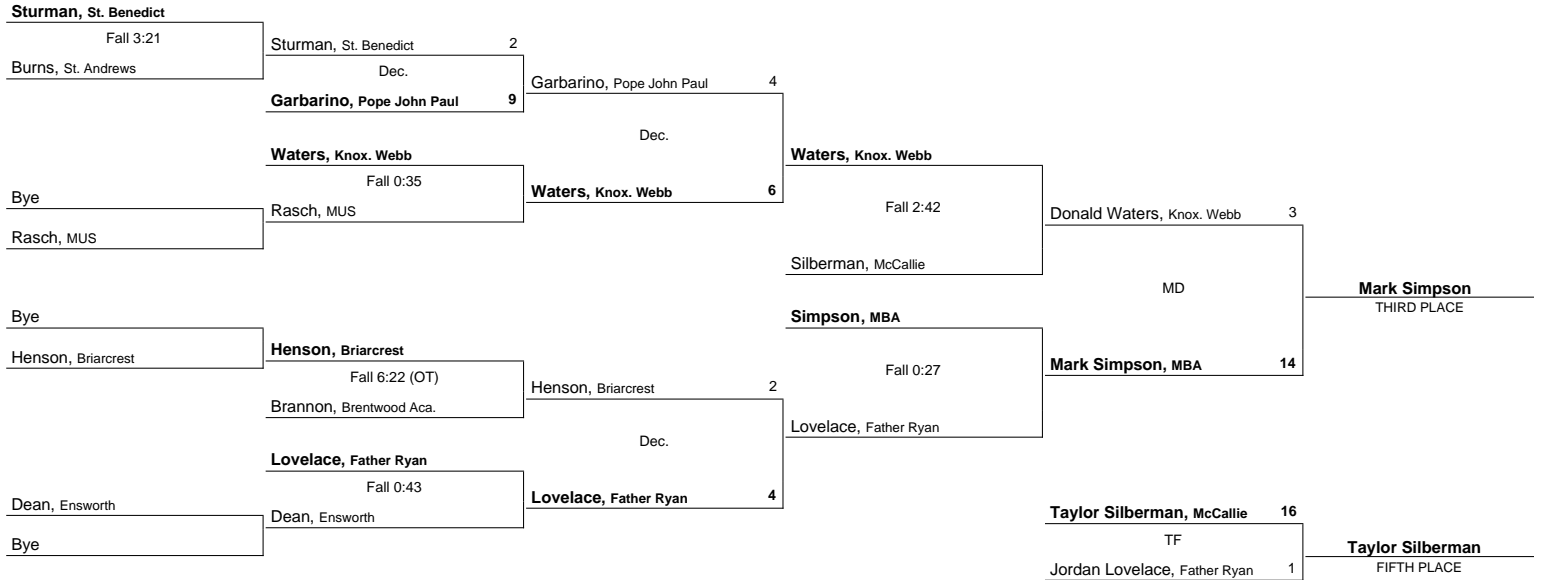 Sturman, St. Benedict
Fall 3:21
Burns, St. Andrews
Bye
Rasch, MUS
Bye
Henson, Briarcrest
Dean, Ensworth
Bye
Sturman, St. Benedict 2
Dec.
Garbarino, Pope John Paul 9
Waters, Knox. Webb
Fall 0:35
Rasch, MUS
Henson, Briarcrest
Fall 6:22 (OT)
Brannon, Brentwood Aca.
Lovelace, Father Ryan
Fall 0:43
Dean, Ensworth
Garbarino, Pope John Paul 4
Dec.
Waters, Knox. Webb 6
Henson, Briarcrest 2
Dec.
Lovelace, Father Ryan 4
Waters, Knox. Webb
Fall 2:42
Silberman, McCallie
Simpson, MBA
Fall 0:27
Lovelace, Father Ryan
Donald Waters, Knox. Webb 3
MD
Mark Simpson, MBA 14
Mark Simpson
THIRD PLACE
Taylor Silberman, McCallie 16
TF
Jordan Lovelace, Father Ryan 1
Taylor Silberman
FIFTH PLACE